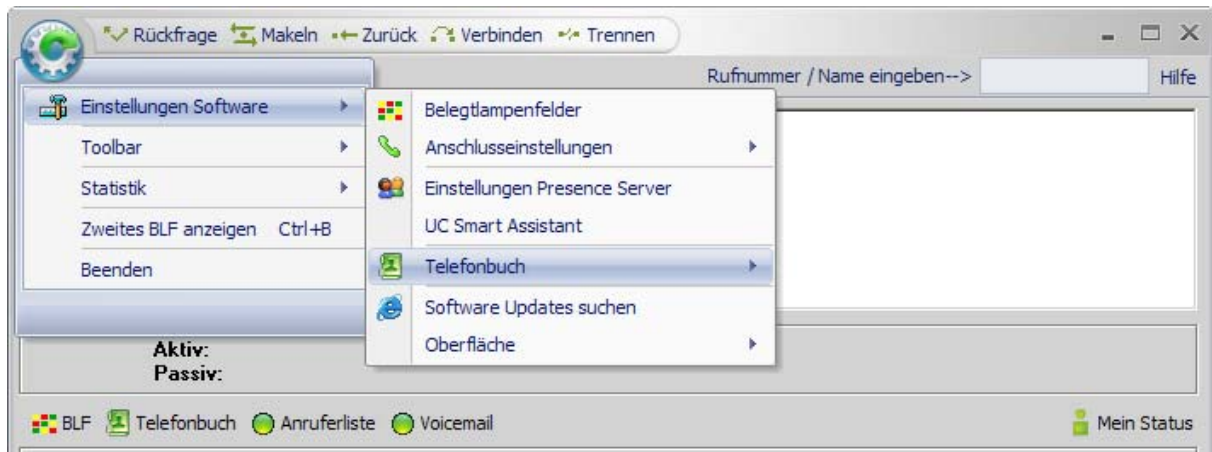 Rückfrage Makeln Zurück Verbinden Trennen
Rufnummer / Name eingeben--> Hilfe
Einstellungen Software
Toolbar
Statistik
Zweites BLF anzeigen Ctrl+B
Beenden
Belegtlampenfelder
Anschlusseinstellungen
Einstellungen Presence Server
UC Smart Assistant
Telefonbuch
Software Updates suchen
Oberfläche
Aktiv:
Passiv:
BLF Telefonbuch Anruferliste Voicemail Mein Status